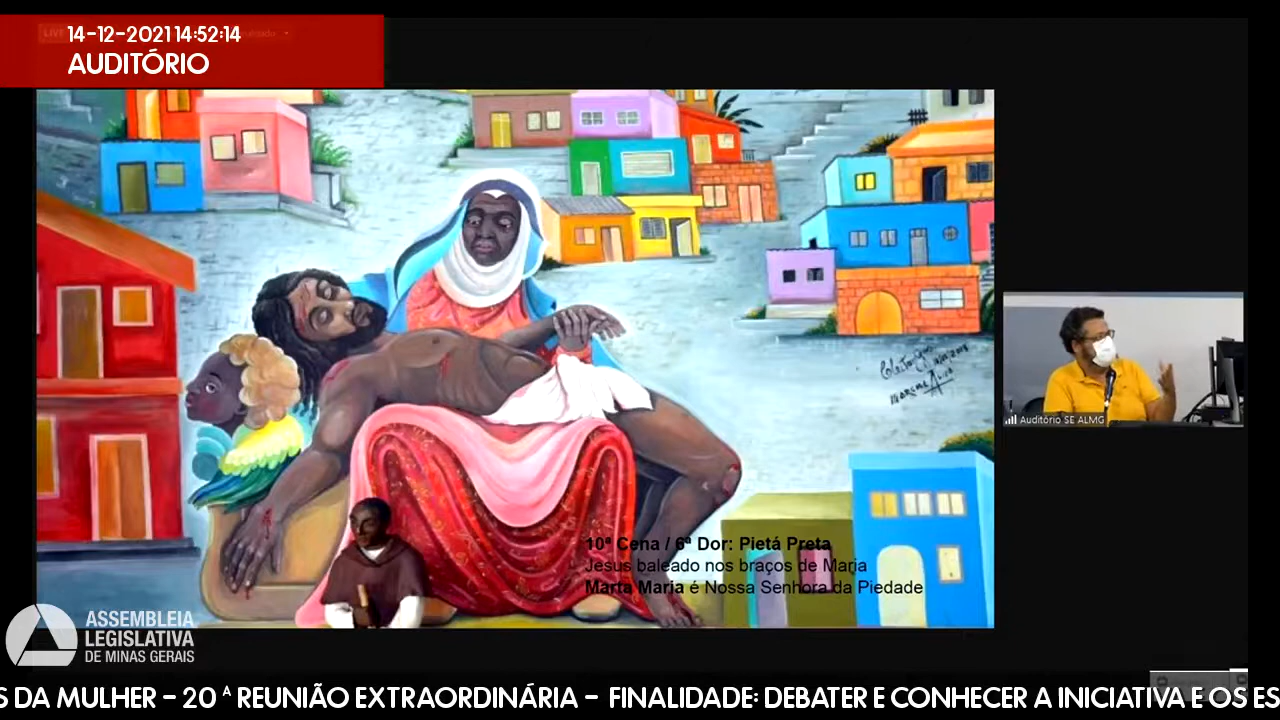 LIVE
14-12-2021 14:52:14
AUDITÓRIO
10ª Cena / 6ª Dor: Pietá Preta
Jesus baleado nos braços de Maria
Marta Maria é Nossa Senhora da Piedade
Auditório SE ALMG
ASSEMBLEIA
LEGISLATIVA
DE MINAS GERAIS
S DA MULHER - 20ª REUNIÃO EXTRAORDINÁRIA - FINALIDADE: DEBATER E CONHECER A INICIATIVA E OS ES